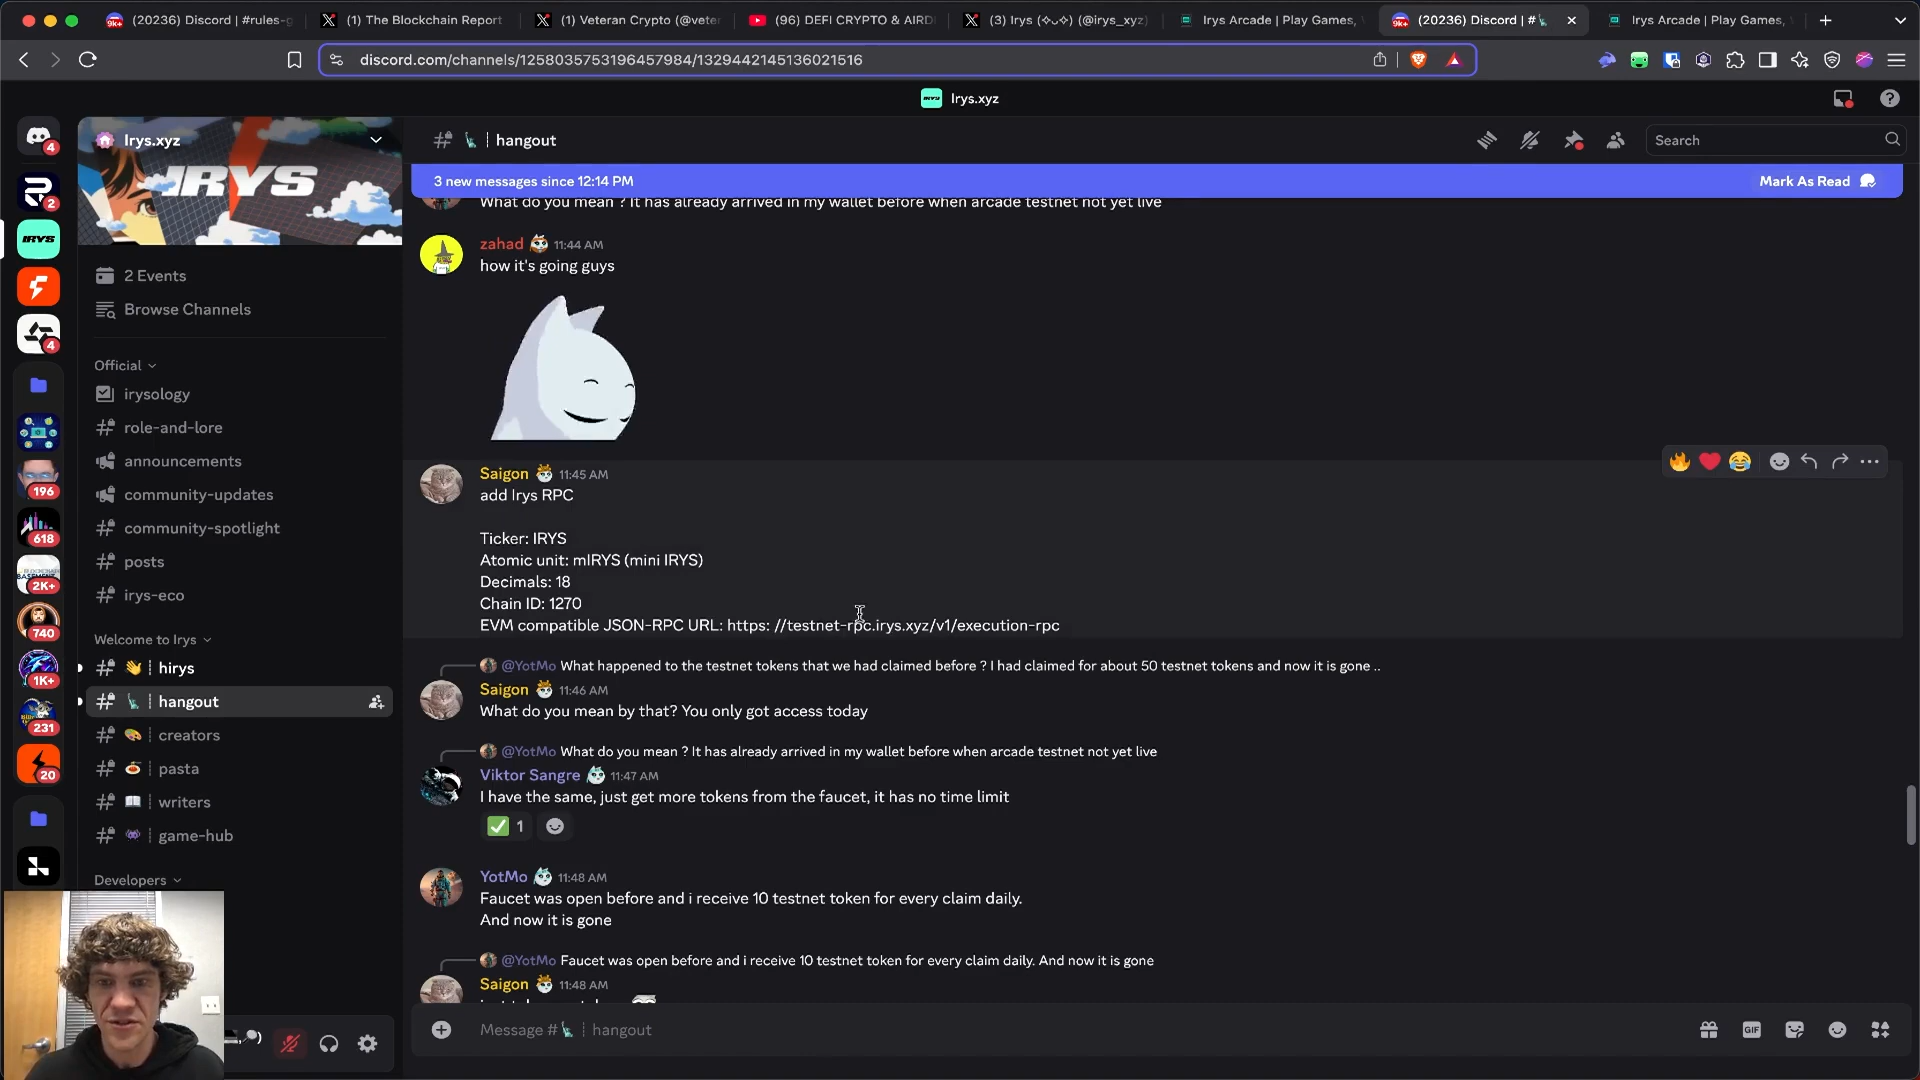 (20236) Discord | #rules-g
(1) The Blockchain Report
(1) Veteran Crypto (@veter
(96) DEFI CRYPTO & AIRD
(3) Irys (✧ᴗ✧) (@irys_xyz)
Irys Arcade | Play Games,
(20236) Discord | #🗽
Irys Arcade | Play Games,
discord.com/channels/1258035753196457984/1329442145136021516
Irys.xyz
4
2
4
196
618
2K+
740
1K+
231
20
Irys.xyz
IRYS
2 Events
Browse Channels
Official
irysology
role-and-lore
announcements
community-updates
community-spotlight
posts
irys-eco
Welcome to Irys
👋 | hirys
🗽 | hangout
🎨 | creators
🍝 | pasta
📖 | writers
👾 | game-hub
Developers
🗽 | hangout
Search
3 new messages since 12:14 PM
Mark As Read
What do you mean ? It has already arrived in my wallet before when arcade testnet not yet live
zahad 11:44 AM
how it's going guys
Saigon 11:45 AM
add Irys RPC
Ticker: IRYS
Atomic unit: mIRYS (mini IRYS)
Decimals: 18
Chain ID: 1270
EVM compatible JSON-RPC URL: https: //testnet-rpc.irys.xyz/v1/execution-rpc
@YotMo What happened to the testnet tokens that we had claimed before ? I had claimed for about 50 testnet tokens and now it is gone ..
Saigon 11:46 AM
What do you mean by that? You only got access today
@YotMo What do you mean ? It has already arrived in my wallet before when arcade testnet not yet live
Viktor Sangre 11:47 AM
I have the same, just get more tokens from the faucet, it has no time limit
✅ 1
YotMo 11:48 AM
Faucet was open before and i receive 10 testnet token for every claim daily.
And now it is gone
@YotMo Faucet was open before and i receive 10 testnet token for every claim daily. And now it is gone
Saigon 11:48 AM
Message #🗽 | hangout
GIF